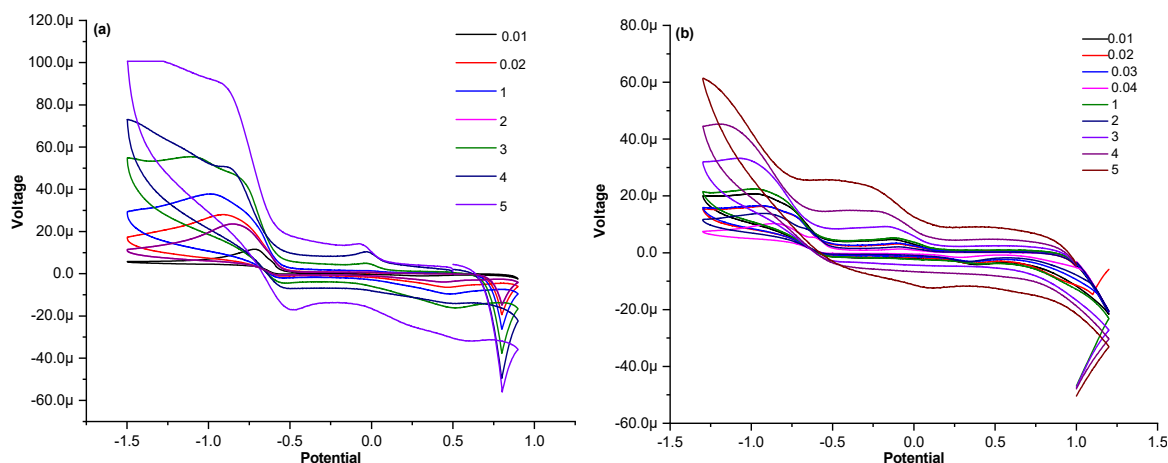 (a)
120.0µ
100.0µ
80.0µ
60.0µ
40.0µ
20.0µ
0.0
-20.0µ
-40.0µ
-60.0µ
Voltage
-1.5 -1.0 -0.5 0.0 0.5 1.0
Potential
0.01
0.02
1
2
3
4
5
(b)
80.0µ
60.0µ
40.0µ
20.0µ
0.0
-20.0µ
-40.0µ
-60.0µ
Voltage
-1.5 -1.0 -0.5 0.0 0.5 1.0 1.5
Potential
0.01
0.02
0.03
0.04
1
2
3
4
5